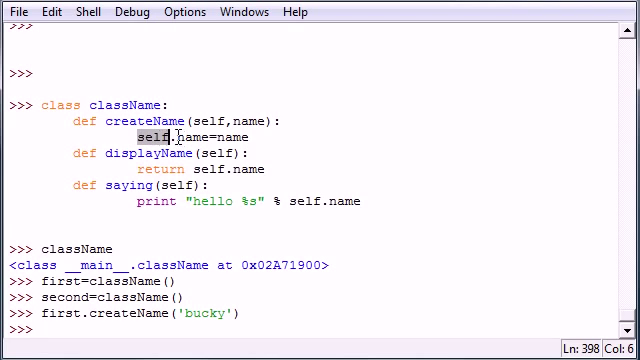 File Edit Shell Debug Options Windows Help
>>>
>>>
>>> class className:
def createName(self,name):
self.name=name
def displayName(self):
return self.name
def saying(self):
print "hello %s" % self.name
>>> className
<class __main__.className at 0x02A71900>
>>> first=className()
>>> second=className()
>>> first.createName('bucky')
>>>
Ln: 398 Col: 6